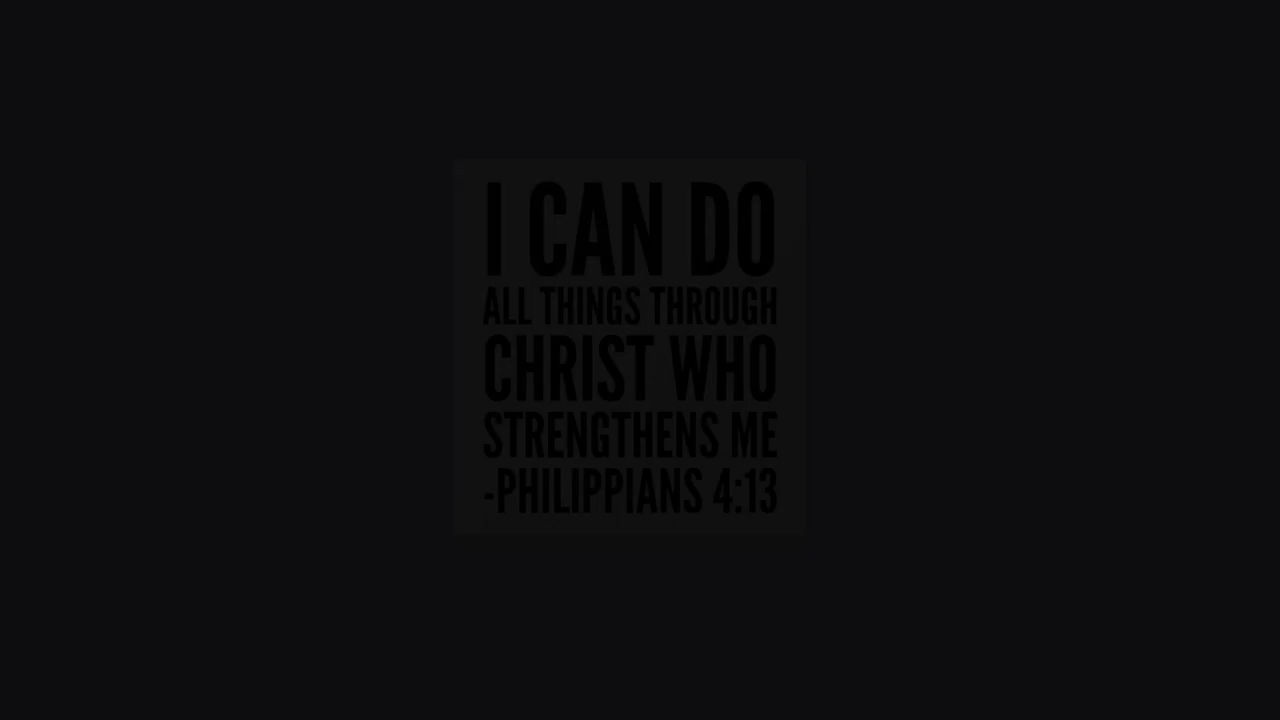 I CAN DO
ALL THINGS THROUGH
CHRIST WHO
STRENGTHENS ME
-PHILIPPIANS 4:13